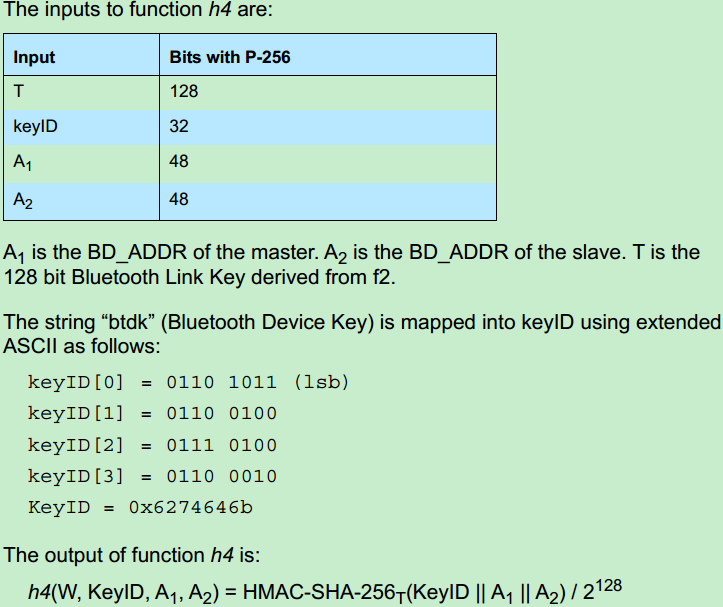 The inputs to function h4 are:
Input Bits with P-256
T 128
keyID 32
A₁ 48
A₂ 48
A₁ is the BD_ADDR of the master. A₂ is the BD_ADDR of the slave. T is the
128 bit Bluetooth Link Key derived from f2.
The string “btdk” (Bluetooth Device Key) is mapped into keyID using extended
ASCII as follows:
keyID[0] = 0110 1011 (lsb)
keyID[1] = 0110 0100
keyID[2] = 0111 0100
keyID[3] = 0110 0010
KeyID = 0x6274646b
The output of function h4 is:
h4(W, KeyID, A₁, A₂) = HMAC-SHA-256_T(KeyID || A₁ || A₂) / 2¹²⁸